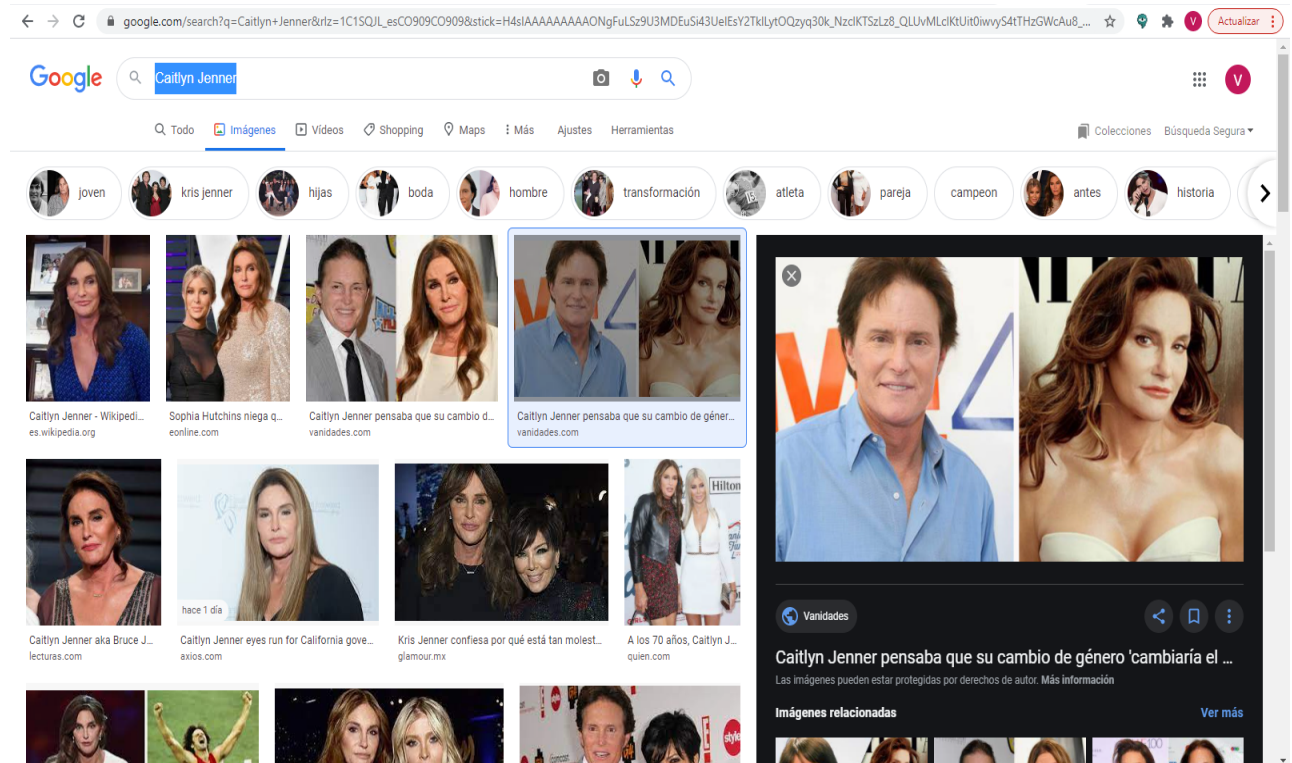 google.com/search?q=Caitlyn+Jenner&rlz=1C1SQJL_esCO909CO909&stick=H4sIAAAAAAAAAONgFuLSz9U3MDEuSi43UeIEsY2TklLytOQzyq30k_NzclKTSzLz8_QLUvMLclKtUit0iwvyS4tTHzGWcAu8_...
V
Actualizar
Google
Caitlyn Jenner
V
Todo
Imágenes
Vídeos
Shopping
Maps
Más
Ajustes
Herramientas
Colecciones
Búsqueda Segura
joven
kris jenner
hijas
boda
hombre
transformación
atleta
pareja
campeon
antes
historia
Caitlyn Jenner - Wikipedi...
es.wikipedia.org
Sophia Hutchins niega q...
eonline.com
Caitlyn Jenner pensaba que su cambio d...
vanidades.com
Caitlyn Jenner pensaba que su cambio de géner...
vanidades.com
Hilton
hace 1 día
Caitlyn Jenner aka Bruce J...
lecturas.com
Caitlyn Jenner eyes run for California gove...
axios.com
Kris Jenner confiesa por qué está tan molest...
glamour.mx
A los 70 años, Caitlyn J...
quien.com
style
Vanidades
Caitlyn Jenner pensaba que su cambio de género 'cambiaría el ...
Las imágenes pueden estar protegidas por derechos de autor. Más información
Imágenes relacionadas
Ver más